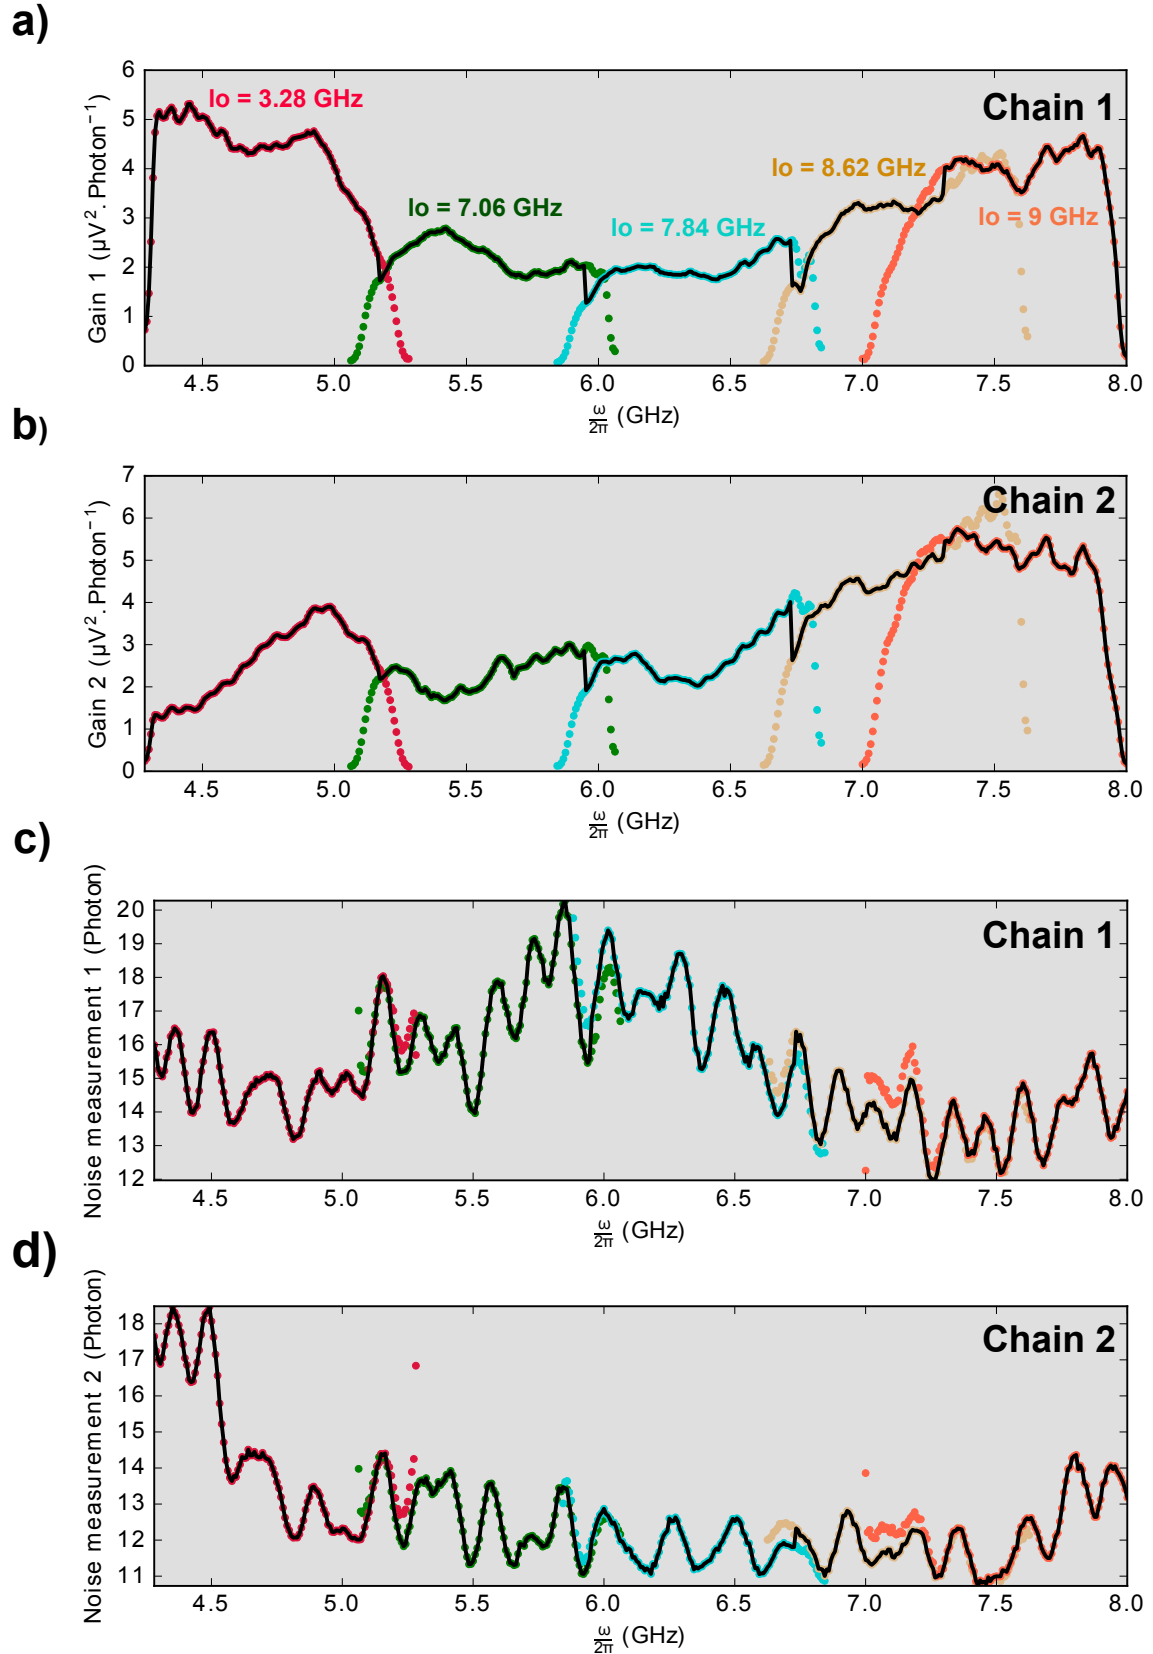 a)
Gain 1 (μV². Photon⁻¹)
6
5
4
3
2
1
0
lo = 3.28 GHz
lo = 7.06 GHz
lo = 7.84 GHz
lo = 8.62 GHz
lo = 9 GHz
Chain 1
4.5 5.0 5.5 6.0 6.5 7.0 7.5 8.0
ω/2π (GHz)
b)
Gain 2 (μV². Photon⁻¹)
7
6
5
4
3
2
1
0
Chain 2
4.5 5.0 5.5 6.0 6.5 7.0 7.5 8.0
ω/2π (GHz)
c)
Noise measurement 1 (Photon)
20
19
18
17
16
15
14
13
12
Chain 1
4.5 5.0 5.5 6.0 6.5 7.0 7.5 8.0
ω/2π (GHz)
d)
Noise measurement 2 (Photon)
18
17
16
15
14
13
12
11
Chain 2
4.5 5.0 5.5 6.0 6.5 7.0 7.5 8.0
ω/2π (GHz)